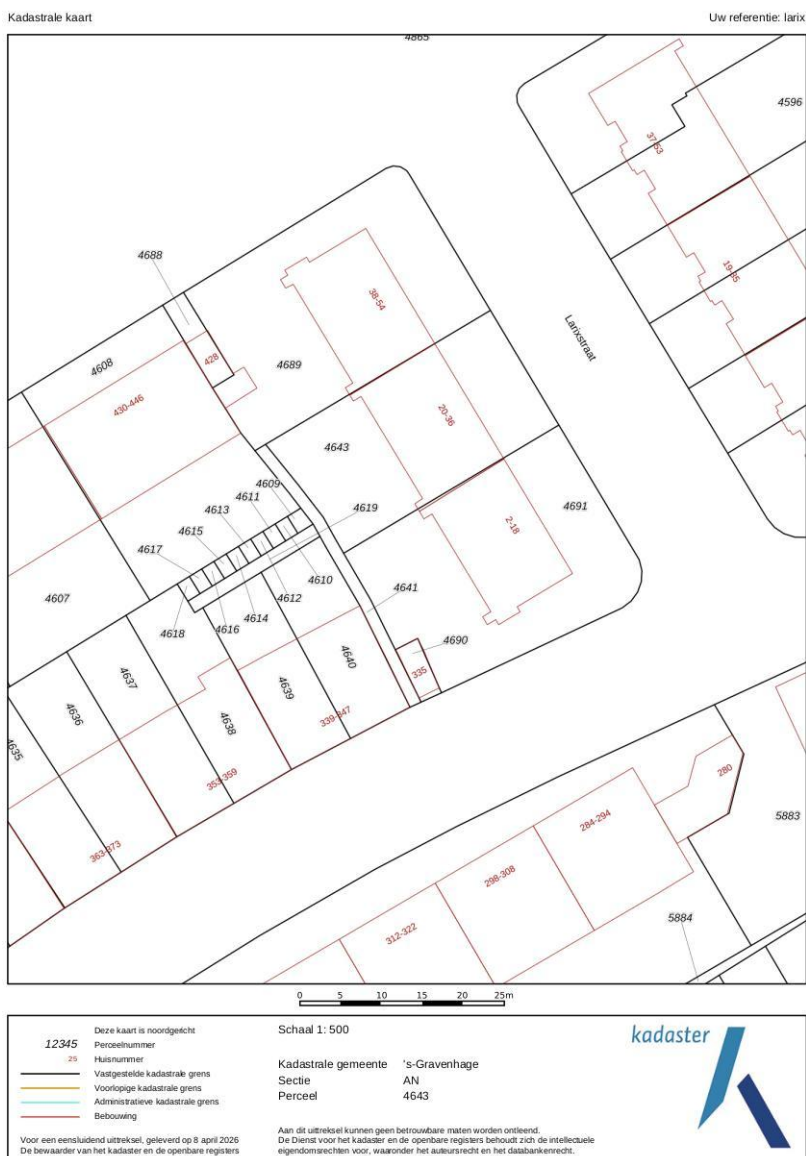 Kadastrale kaart
Uw referentie: larix
4865
4596
37-53
4688
19-35
38-54
Larixstraat
4608
428
4689
430-446
20-36
4643
4609
4611
4613
4619
4691
4615
2-18
4617
4610
4607
4612
4641
4614
4618
4616
4690
4640
335
4637
4639
4636
4638
339-347
4635
353-359
280
5883
284-294
363-373
298-308
5884
312-322
0 5 10 15 20 25m
Deze kaart is noordgericht
12345 Perceelnummer
25 Huisnummer
Vastgestelde kadastrale grens
Voorlopige kadastrale grens
Administratieve kadastrale grens
Bebouwing
Voor een eensluidend uittreksel, geleverd op 8 april 2026
De bewaarder van het kadaster en de openbare registers
Schaal 1: 500
Kadastrale gemeente 's-Gravenhage
Sectie AN
Perceel 4643
Aan dit uittreksel kunnen geen betrouwbare maten worden ontleend.
De Dienst voor het kadaster en de openbare registers behoudt zich de intellectuele
eigendomsrechten voor, waaronder het auteursrecht en het databankenrecht.
kadaster